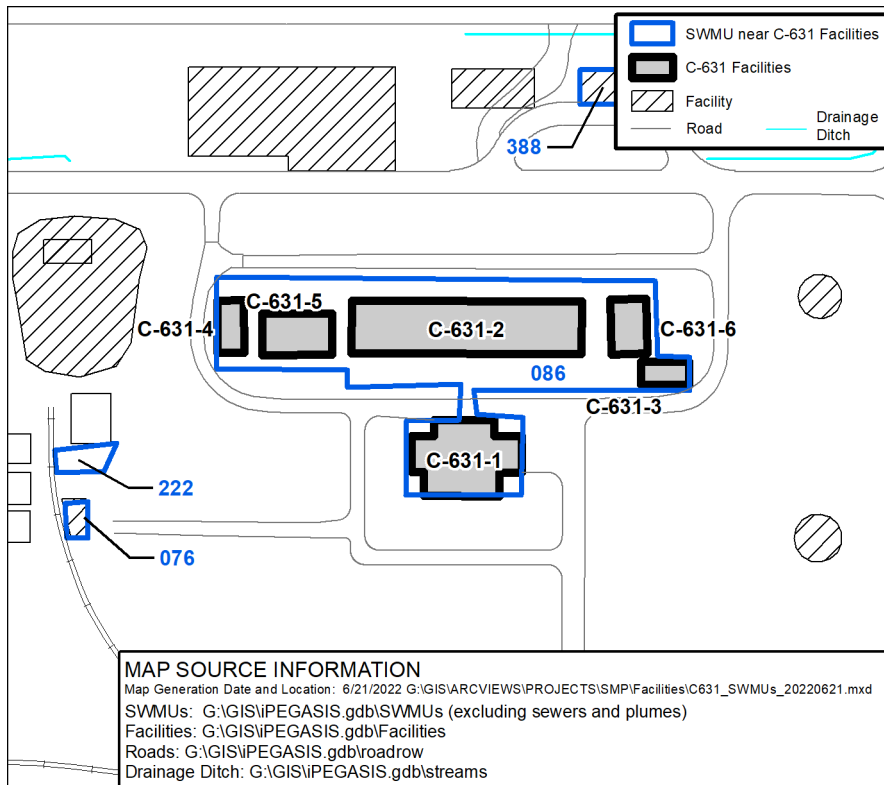 SWMU near C-631 Facilities
C-631 Facilities
Facility
Road
Drainage
Ditch
388
C-631-5
C-631-4
C-631-2
C-631-6
086
C-631-3
C-631-1
222
076
MAP SOURCE INFORMATION
Map Generation Date and Location: 6/21/2022 G:\GIS\ARCVIEWS\PROJECTS\SMP\Facilities\C631_SWMUs_20220621.mxd
SWMUs: G:\GIS\iPEGASIS.gdb\SWMUs (excluding sewers and plumes)
Facilities: G:\GIS\iPEGASIS.gdb\Facilities
Roads: G:\GIS\iPEGASIS.gdb\roadrow
Drainage Ditch: G:\GIS\iPEGASIS.gdb\streams